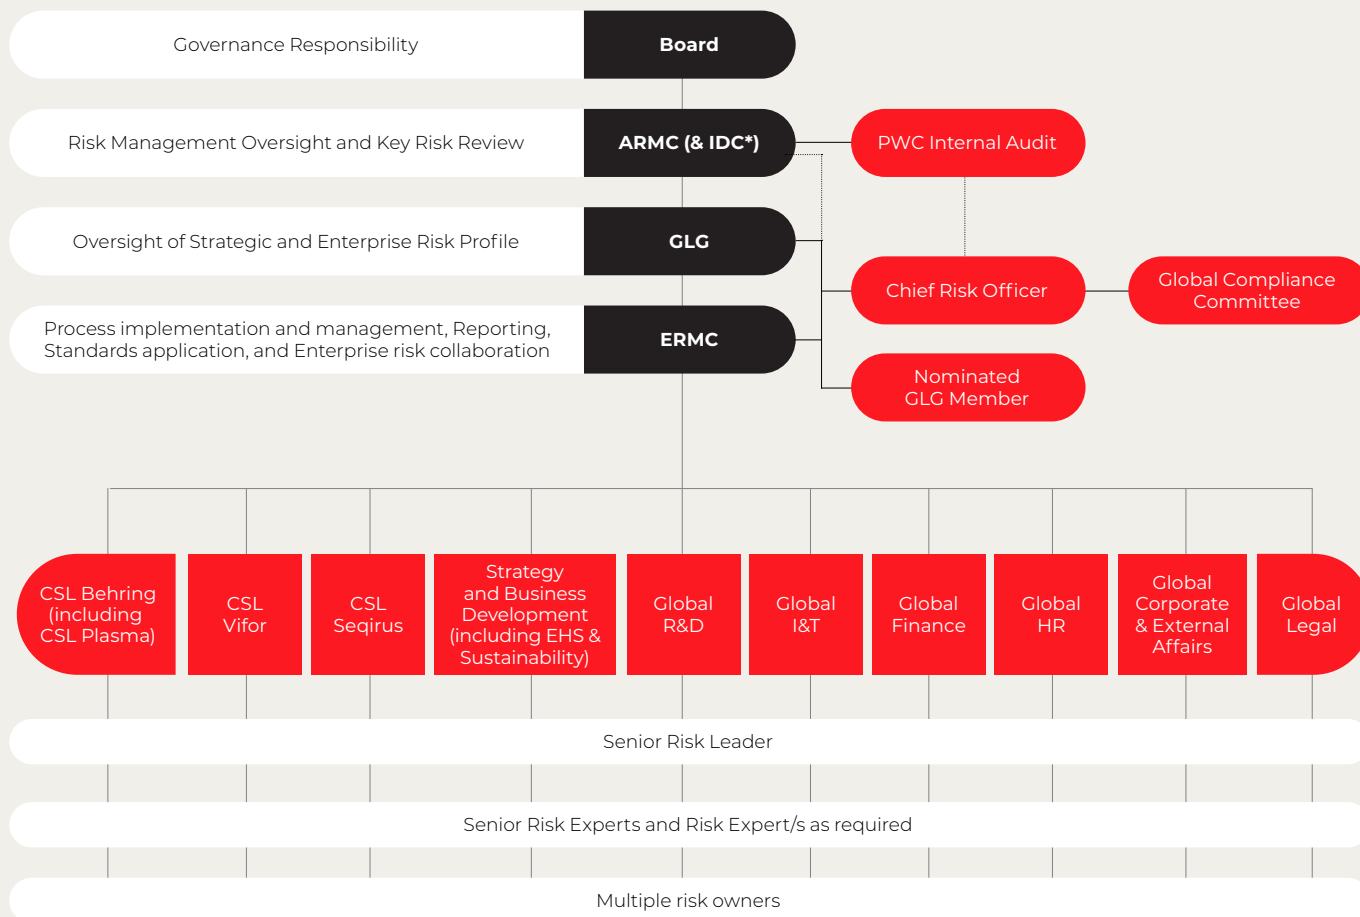 Governance Responsibility
Board
Risk Management Oversight and Key Risk Review
ARMC (& IDC*)
PWC Internal Audit
Oversight of Strategic and Enterprise Risk Profile
GLG
Chief Risk Officer
Global Compliance
Committee
Process implementation and management, Reporting,
Standards application, and Enterprise risk collaboration
ERMC
Nominated
GLG Member
CSL Behring
(including
CSL Plasma)
CSL
Vifor
CSL
Seqirus
Strategy
and Business
Development
(including EHS &
Sustainability)
Global
R&D
Global
I&T
Global
Finance
Global
HR
Global
Corporate
& External
Affairs
Global
Legal
Senior Risk Leader
Senior Risk Experts and Risk Expert/s as required
Multiple risk owners